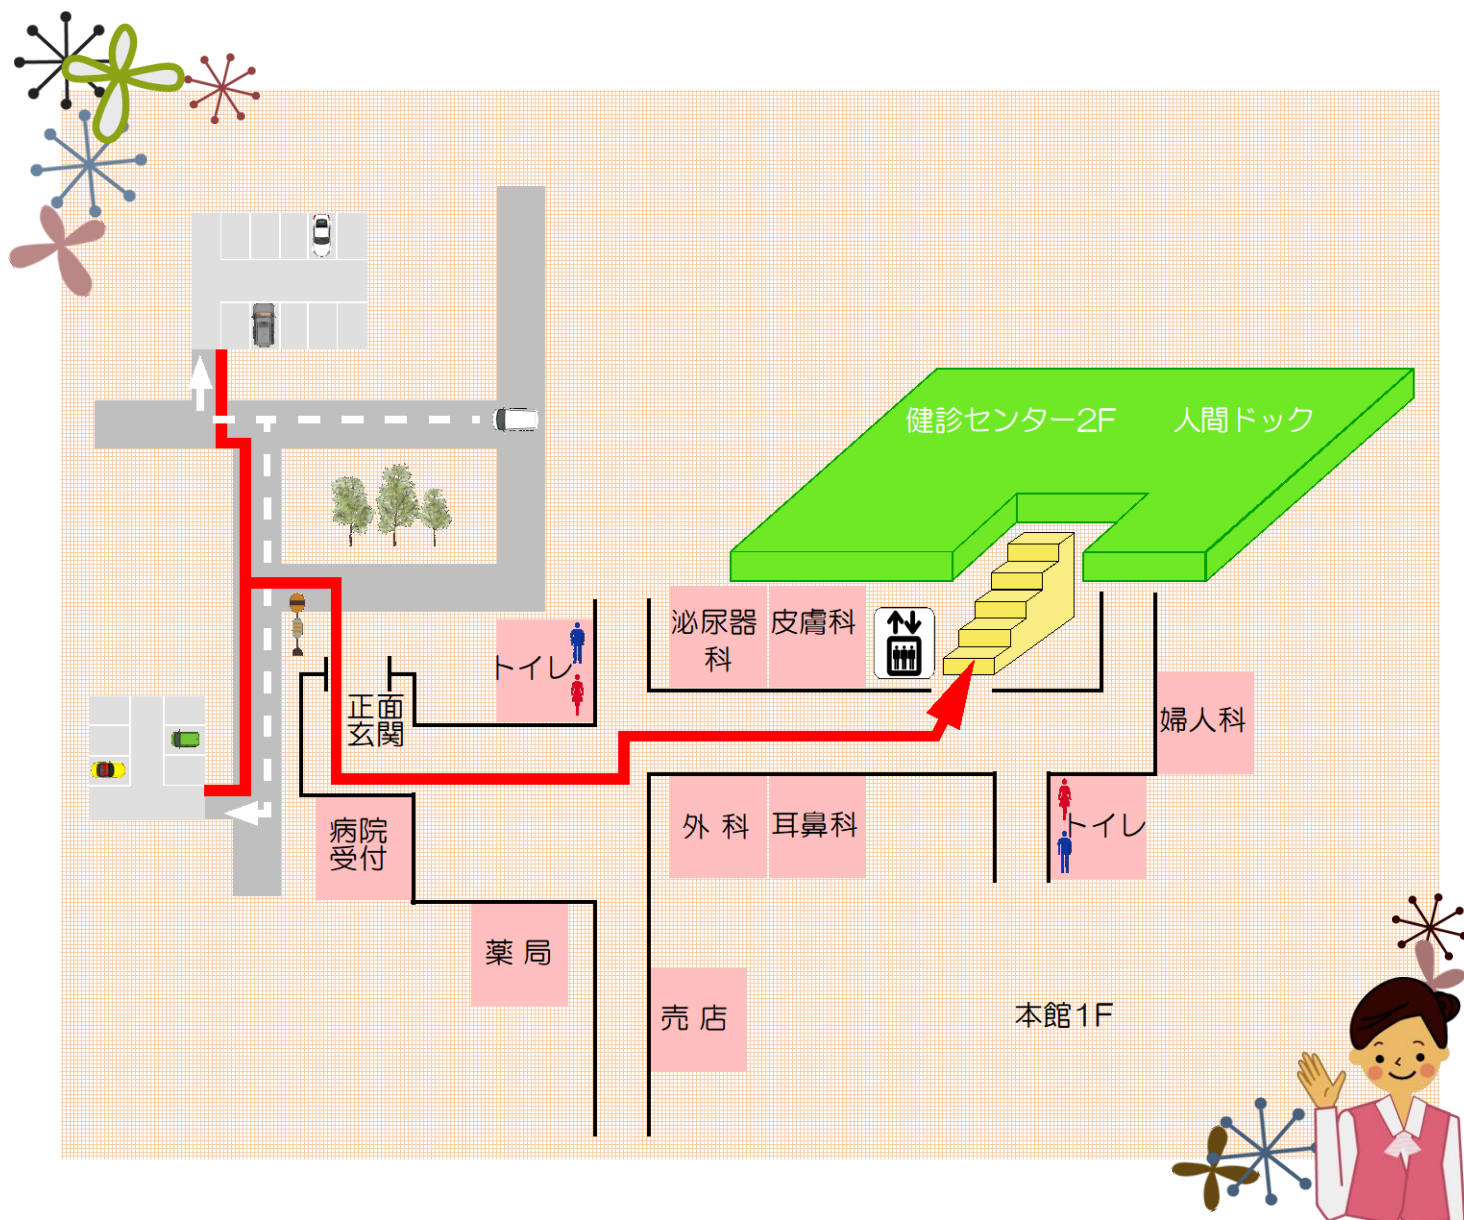 健診センター2F 人間ドック
泌尿器
科
皮膚科
トイレ
正面
玄関
婦人科
病院
受付
外 科
耳鼻科
トイレ
薬 局
売 店
本館1F